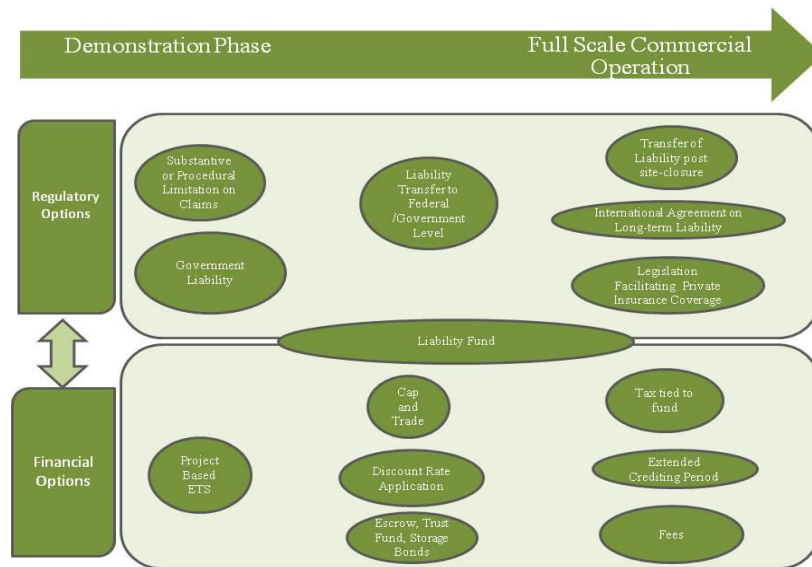 Demonstration Phase
Full Scale Commercial
Operation
Regulatory
Options
Substantive
or Procedural
Limitation on
Claims
Government
Liability
Liability
Transfer to
Federal
/Government
Level
Transfer of
Liability post
site-closure
International Agreement on
Long-term Liability
Legislation
Facilitating Private
Insurance Coverage
Liability Fund
Financial
Options
Project
Based
ETS
Cap
and
Trade
Discount Rate
Application
Escrow, Trust
Fund, Storage
Bonds
Tax tied to
fund
Extended
Crediting Period
Fees